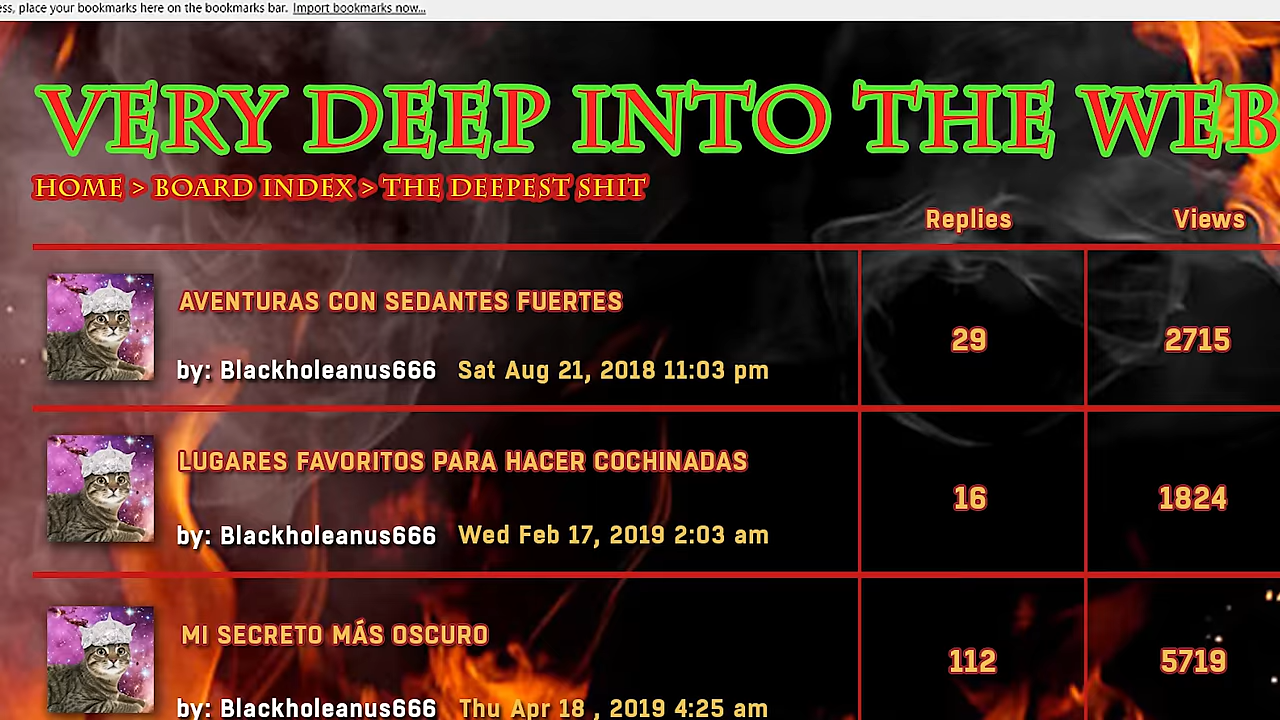 ess, place your bookmarks here on the bookmarks bar. Import bookmarks now...
VERY DEEP INTO THE WEB
HOME > BOARD INDEX > THE DEEPEST SHIT
Replies Views
AVENTURAS CON SEDANTES FUERTES
by: Blackholeanus666 Sat Aug 21, 2018 11:03 pm
29 2715
LUGARES FAVORITOS PARA HACER COCHINADAS
by: Blackholeanus666 Wed Feb 17, 2019 2:03 am
16 1824
MI SECRETO MÁS OSCURO
by: Blackholeanus666 Thu Apr 18 , 2019 4:25 am
112 5719